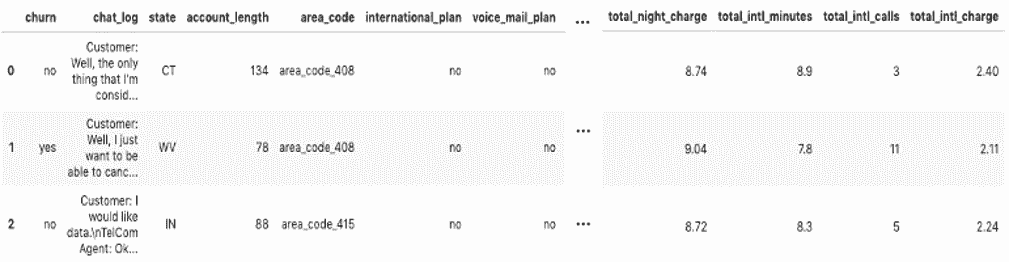 churn chat_log state account_length area_code international_plan voice_mail_plan ... total_night_charge total_intl_minutes total_intl_calls total_intl_charge
Customer:
Well, the only
0 no thing that I'm CT 134 area_code_408 no no ... 8.74 8.9 3 2.40
consid...
Customer:
Well, I just
1 yes want to be WV 78 area_code_408 no no ... 9.04 7.8 11 2.11
able to canc...
Customer: I
would like
2 no data.\nTelCom IN 88 area_code_415 no no ... 8.72 8.3 5 2.24
Agent: Ok...